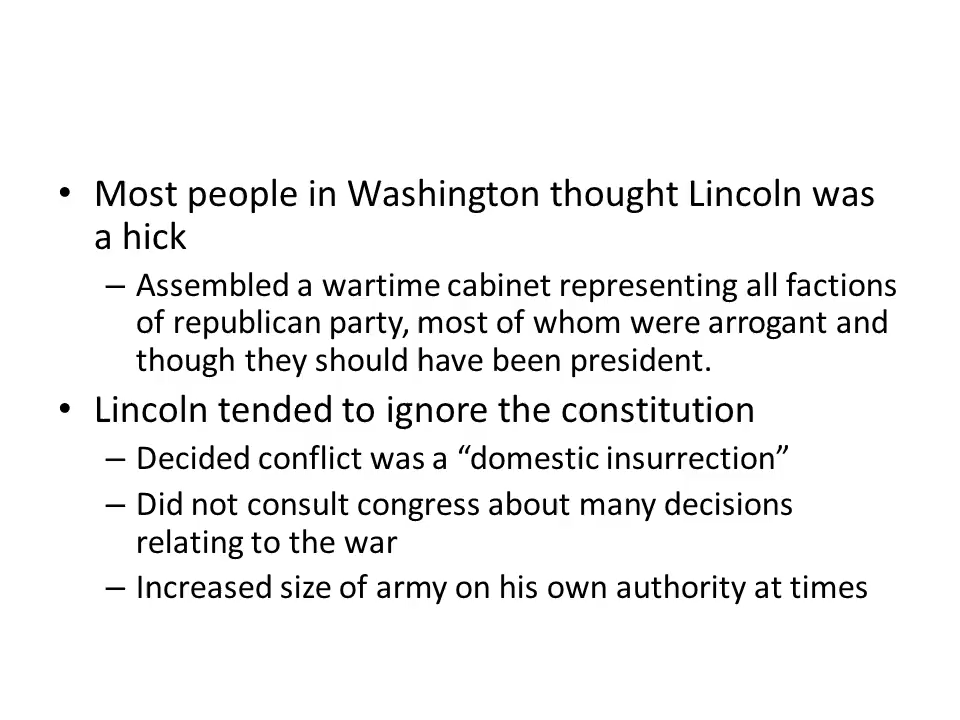 • Most people in Washington thought Lincoln was
a hick
– Assembled a wartime cabinet representing all factions
of republican party, most of whom were arrogant and
though they should have been president.
• Lincoln tended to ignore the constitution
– Decided conflict was a “domestic insurrection”
– Did not consult congress about many decisions
relating to the war
– Increased size of army on his own authority at times